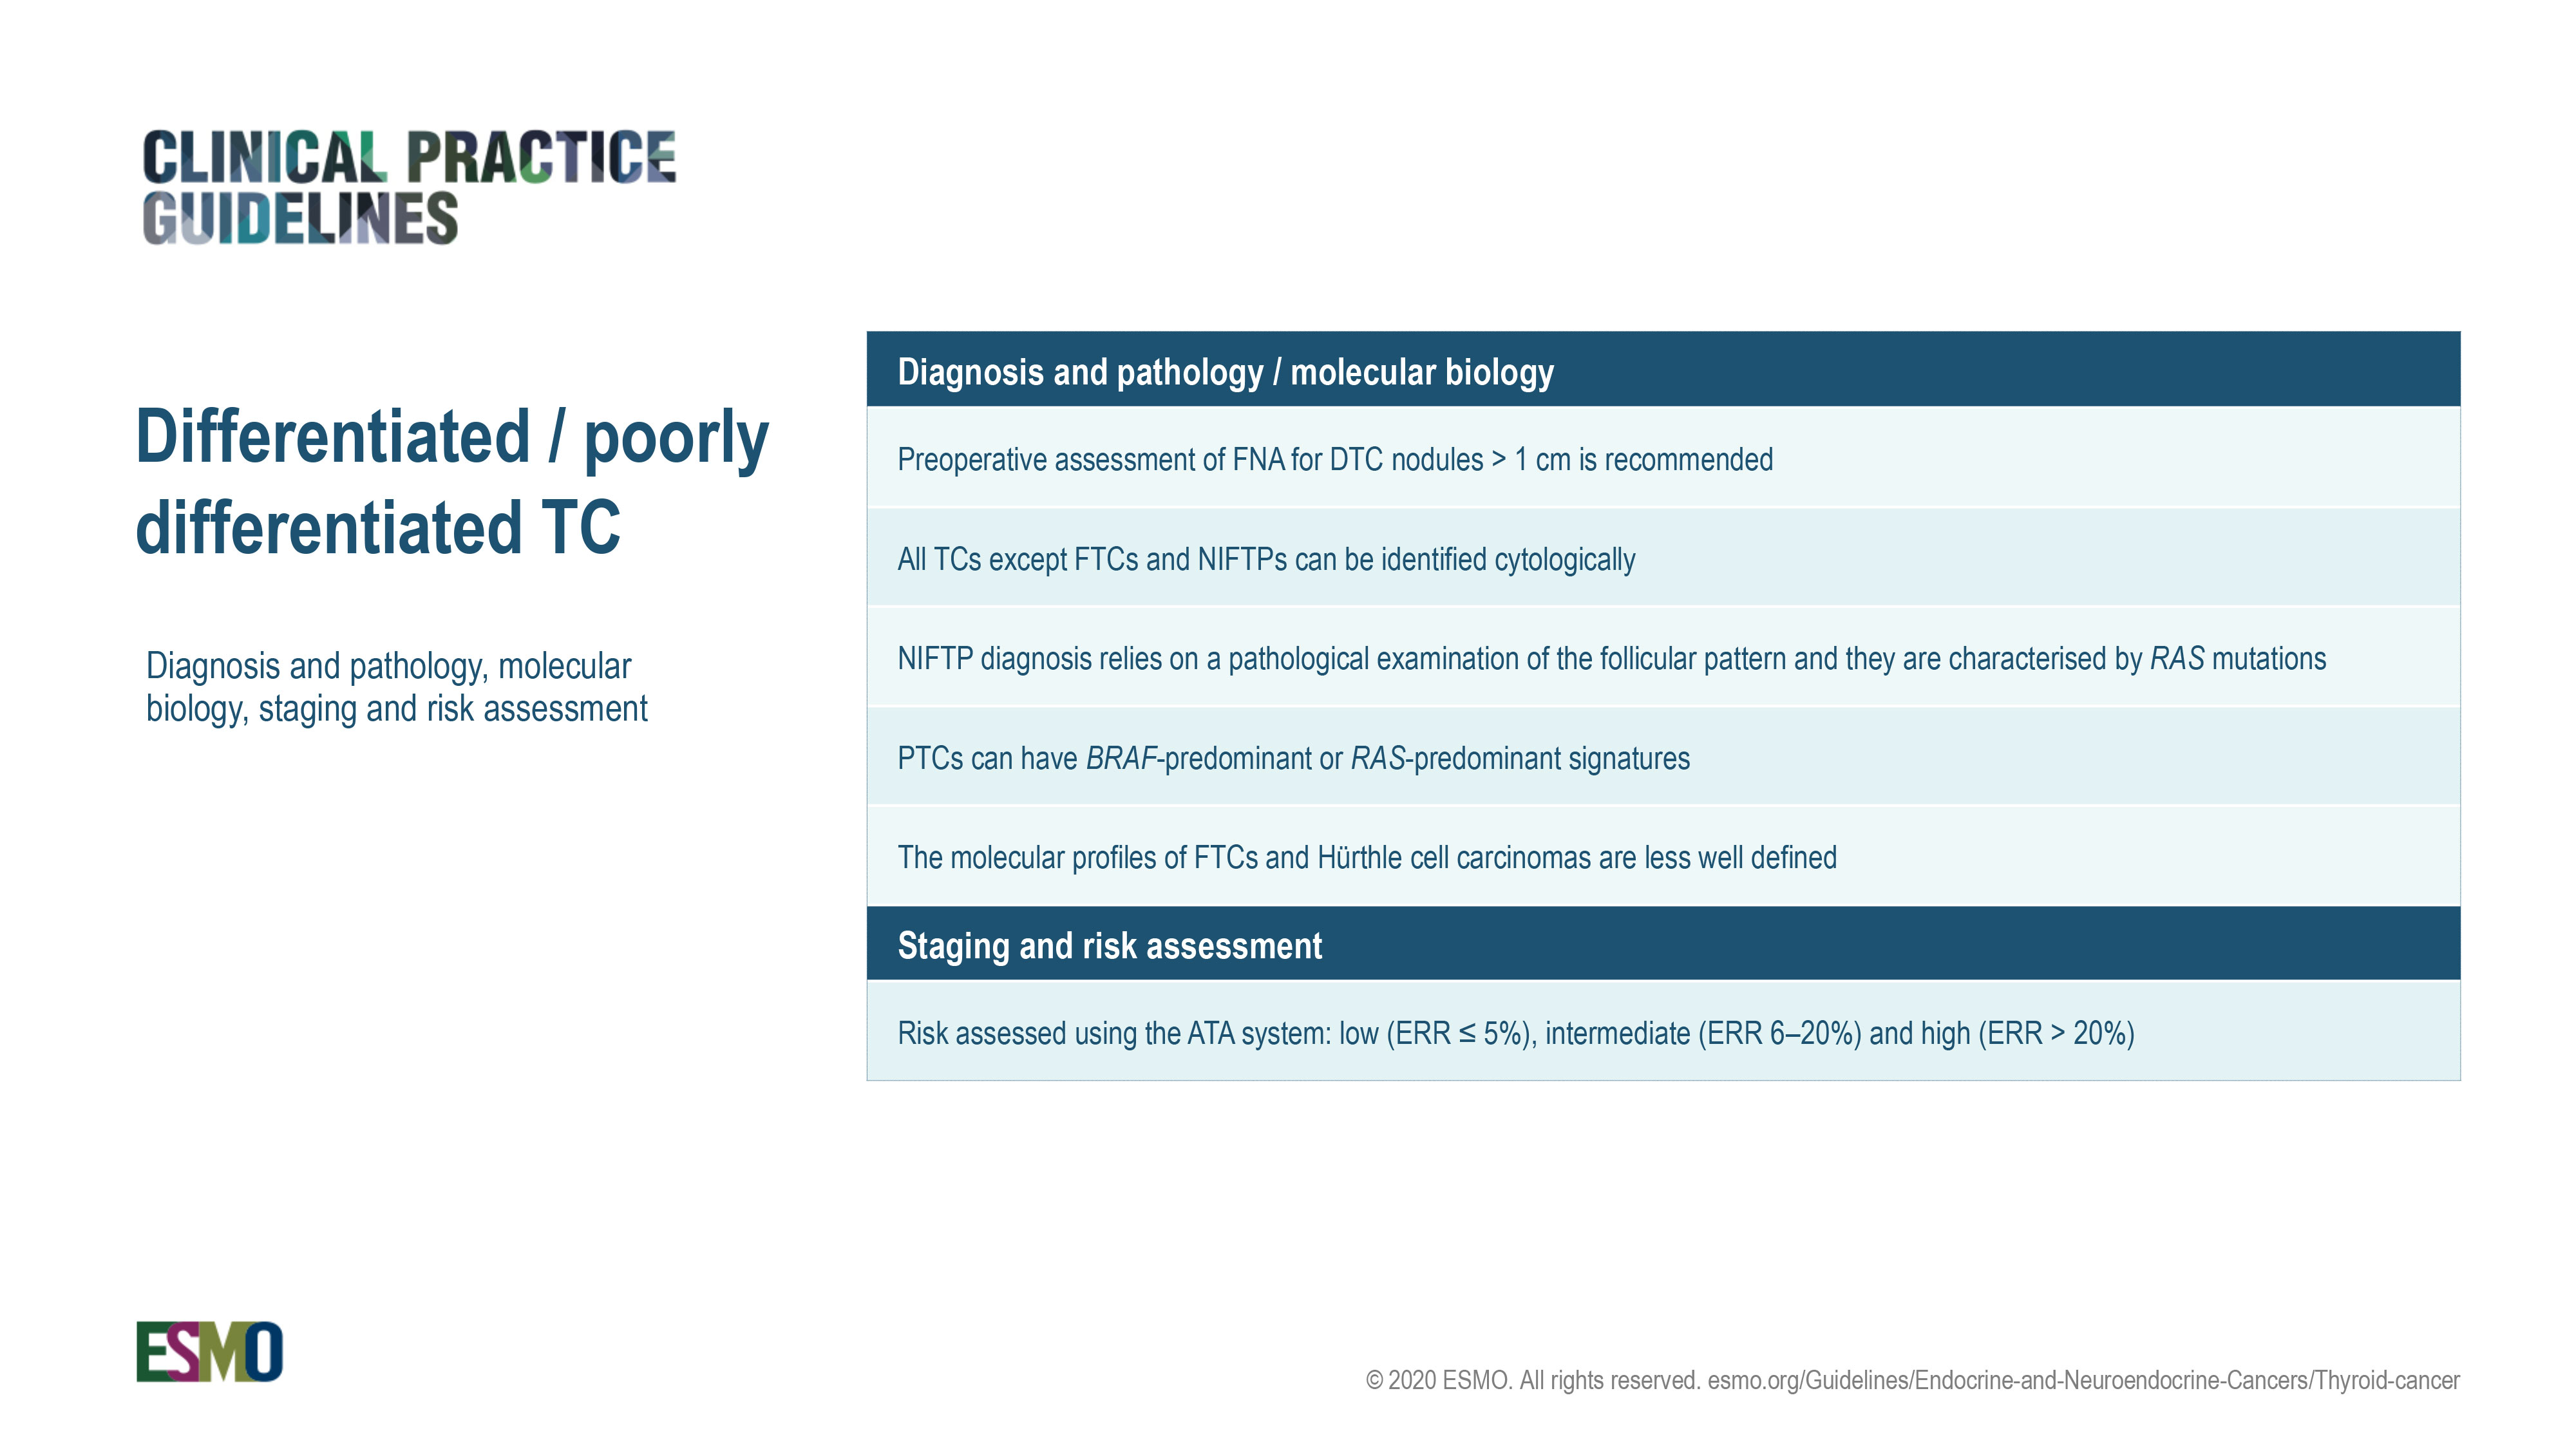 CLINICAL PRACTICE
GUIDELINES
Differentiated / poorly
differentiated TC
Diagnosis and pathology, molecular
biology, staging and risk assessment
Diagnosis and pathology / molecular biology
Preoperative assessment of FNA for DTC nodules > 1 cm is recommended
All TCs except FTCs and NIFTPs can be identified cytologically
NIFTP diagnosis relies on a pathological examination of the follicular pattern and they are characterised by RAS mutations
PTCs can have BRAF-predominant or RAS-predominant signatures
The molecular profiles of FTCs and Hürthle cell carcinomas are less well defined
Staging and risk assessment
Risk assessed using the ATA system: low (ERR ≤ 5%), intermediate (ERR 6–20%) and high (ERR > 20%)
ESMO
© 2020 ESMO. All rights reserved. esmo.org/Guidelines/Endocrine-and-Neuroendocrine-Cancers/Thyroid-cancer